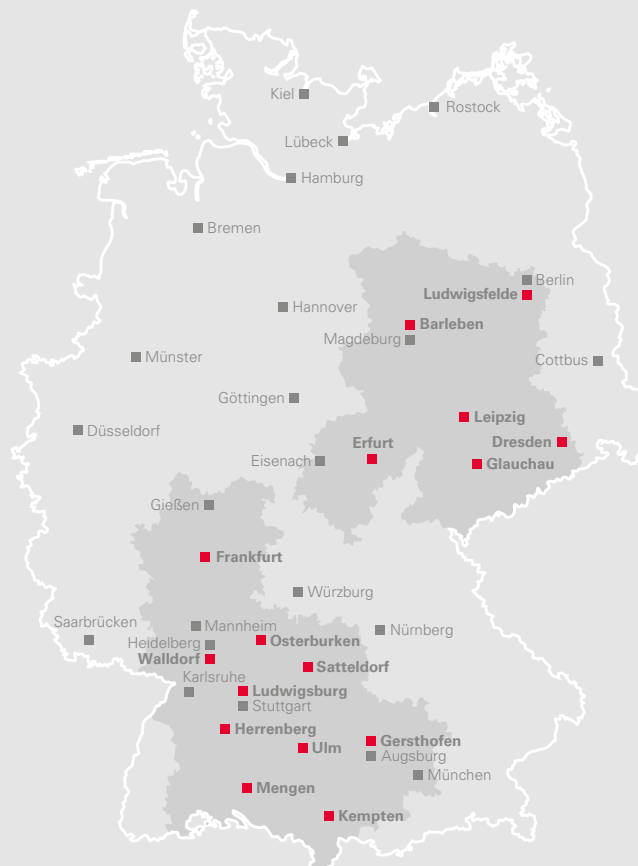 Kiel
Rostock
Lübeck
Hamburg
Bremen
Berlin
Ludwigsfelde
Hannover
Barleben
Magdeburg
Münster
Cottbus
Göttingen
Leipzig
Düsseldorf
Erfurt
Dresden
Eisenach
Glauchau
Gießen
Frankfurt
Würzburg
Saarbrücken
Mannheim
Nürnberg
Heidelberg
Osterburken
Walldorf
Satteldorf
Karlsruhe
Ludwigsburg
Stuttgart
Herrenberg
Gersthofen
Ulm
Augsburg
München
Mengen
Kempten